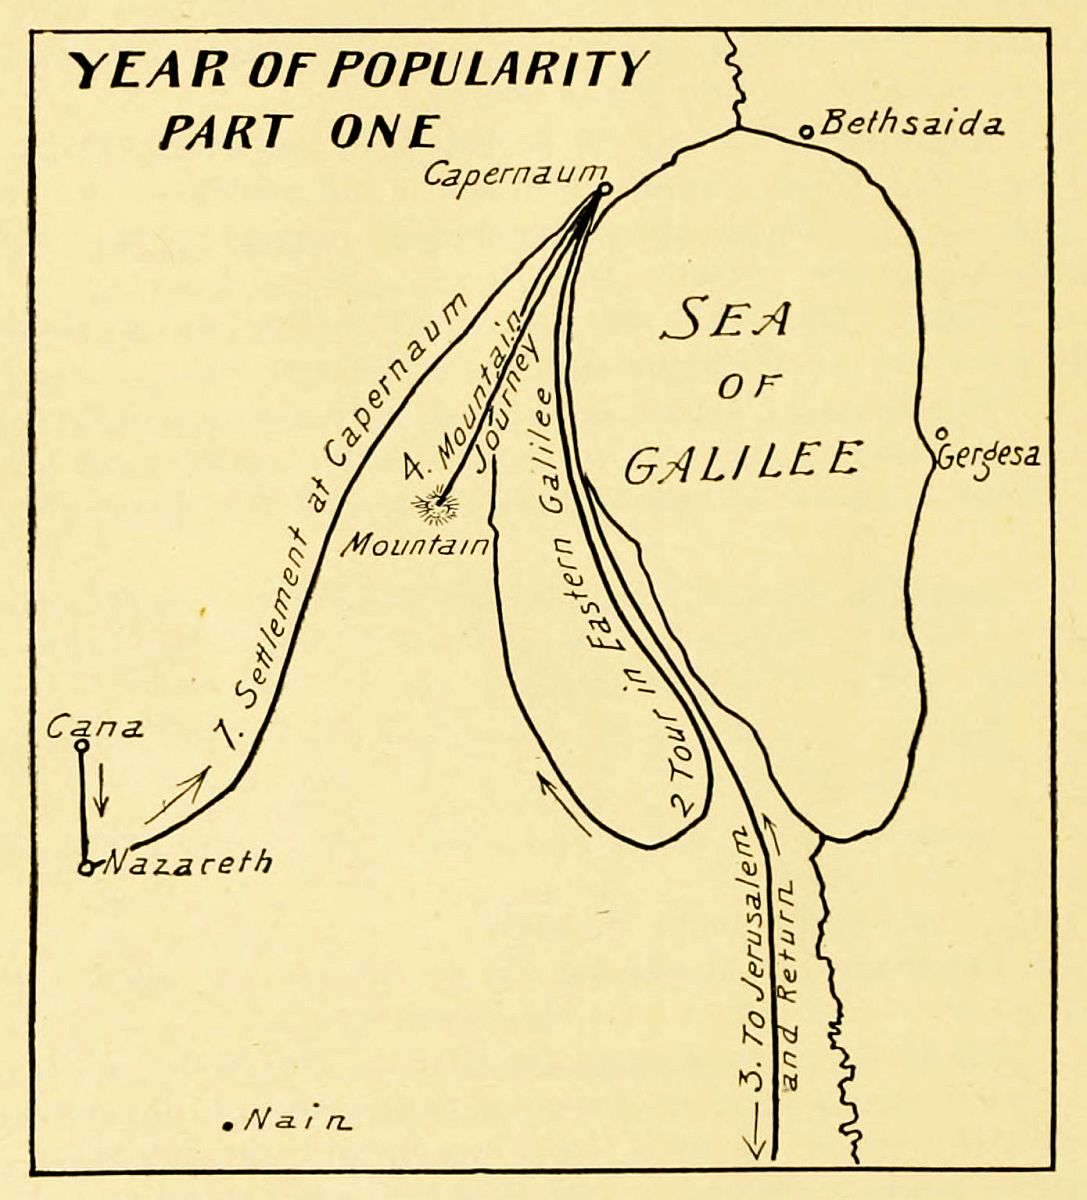 YEAR OF POPULARITY
PART ONE
Bethsaida
Capernaum
SEA
OF
GALILEE
Gergesa
1. Settlement at Capernaum
4. Mountain
Journey
Mountain
2 Tour in Eastern Galilee
Cana
Nazareth
3. To Jerusalem
and Return
Nain